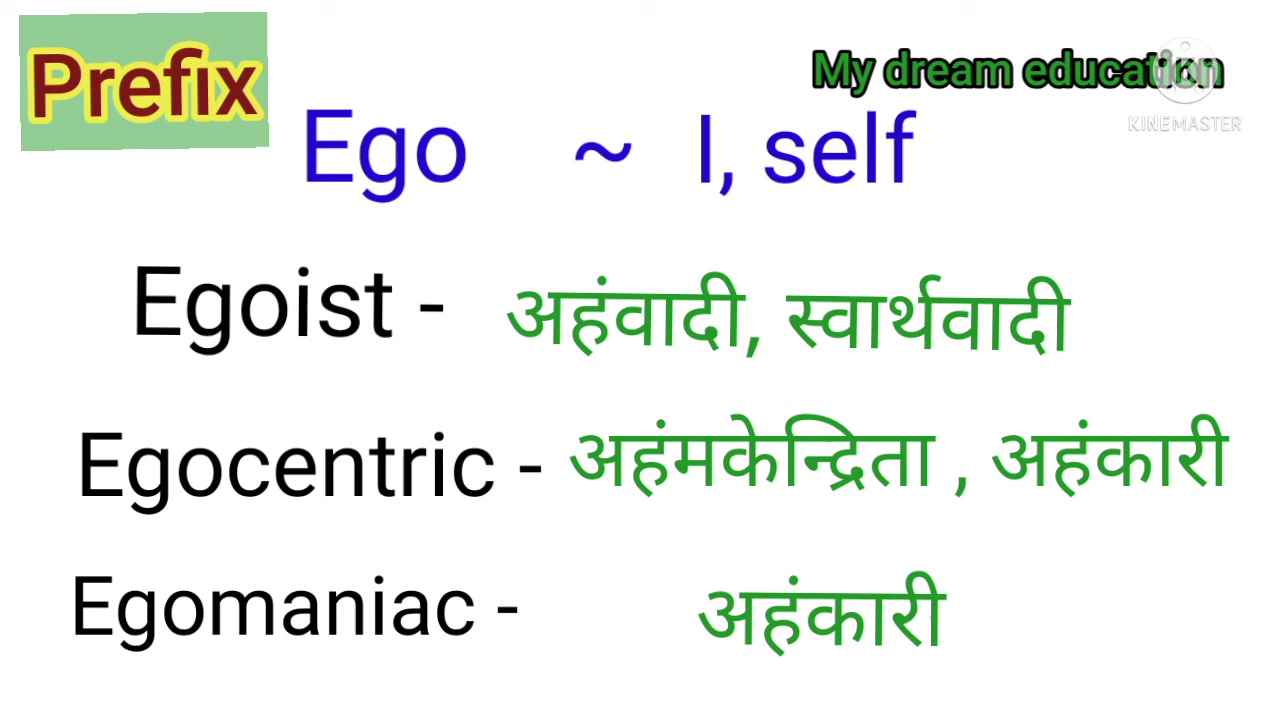 Prefix
My dream education
KINEMASTER
Ego ~ I, self
Egoist - अहंवादी, स्वार्थवादी
Egocentric - अहंमकेन्द्रिता , अहंकारी
Egomaniac - अहंकारी